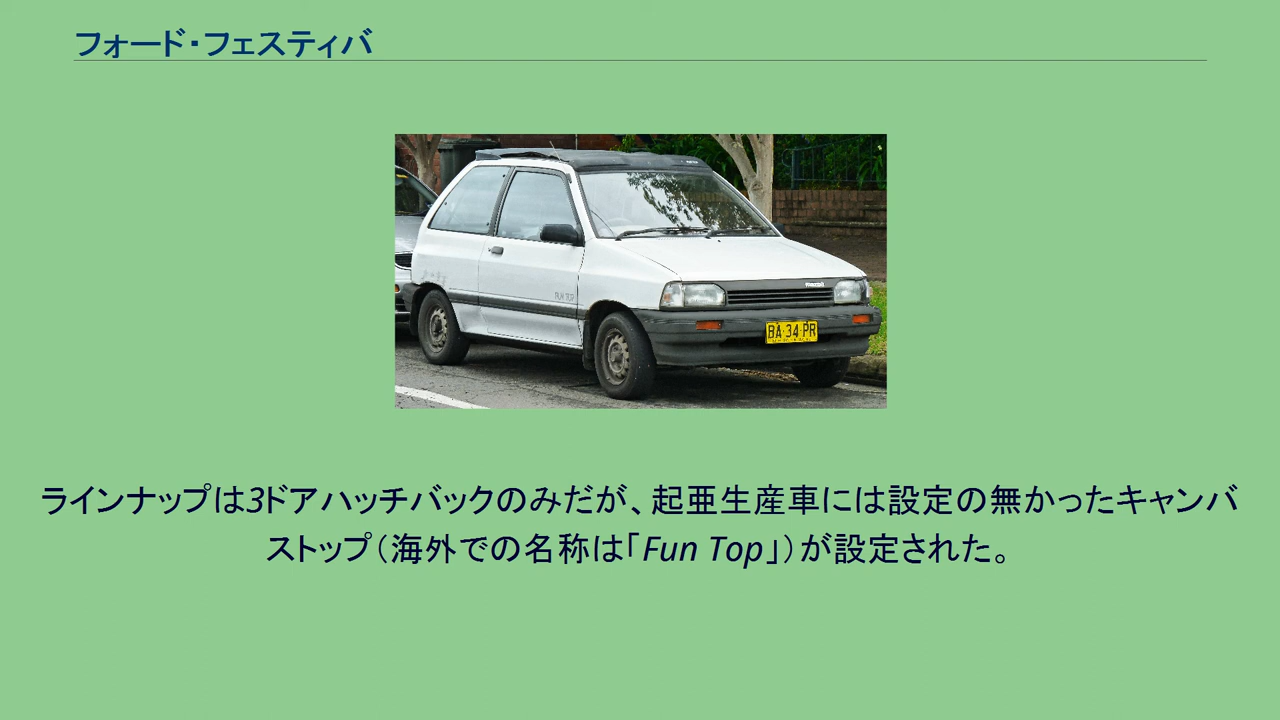 フォード・フェスティバ
BA 34 PR
ラインナップは3ドアハッチバックのみだが、起亜生産車には設定の無かったキャンバ
ストップ（海外での名称は「Fun Top」）が設定された。